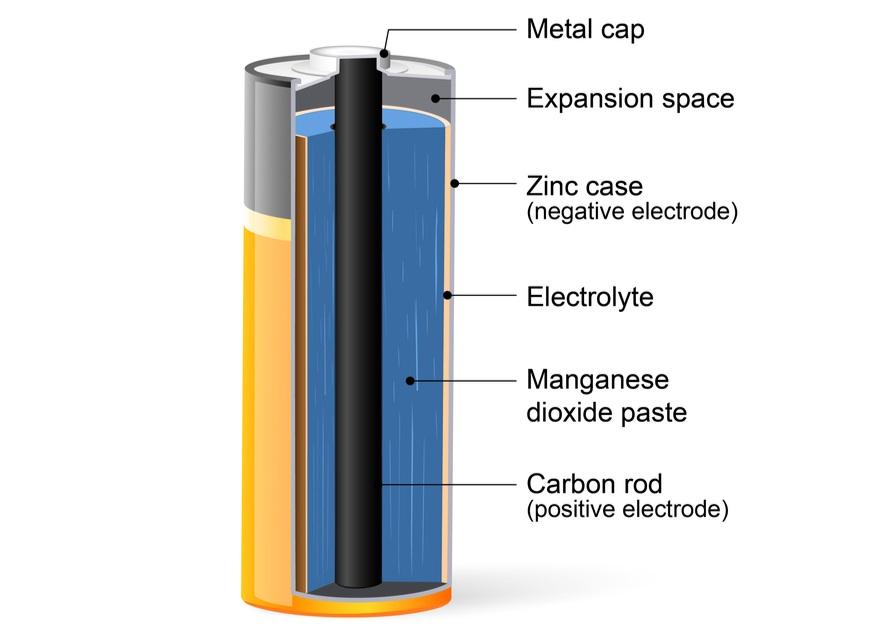 Metal cap
Expansion space
Zinc case
(negative electrode)
Electrolyte
Manganese
dioxide paste
Carbon rod
(positive electrode)